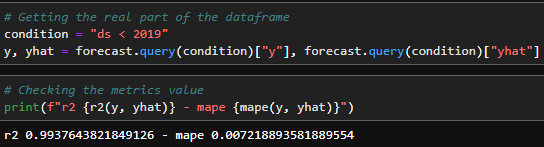 # Getting the real part of the dataframe
condition = "ds < 2019"
y, yhat = forecast.query(condition)["y"], forecast.query(condition)["yhat"]
# Checking the metrics value
print(f"r2 {r2(y, yhat)} - mape {mape(y, yhat)}")
r2 0.9937643821849126 - mape 0.007218893581889554